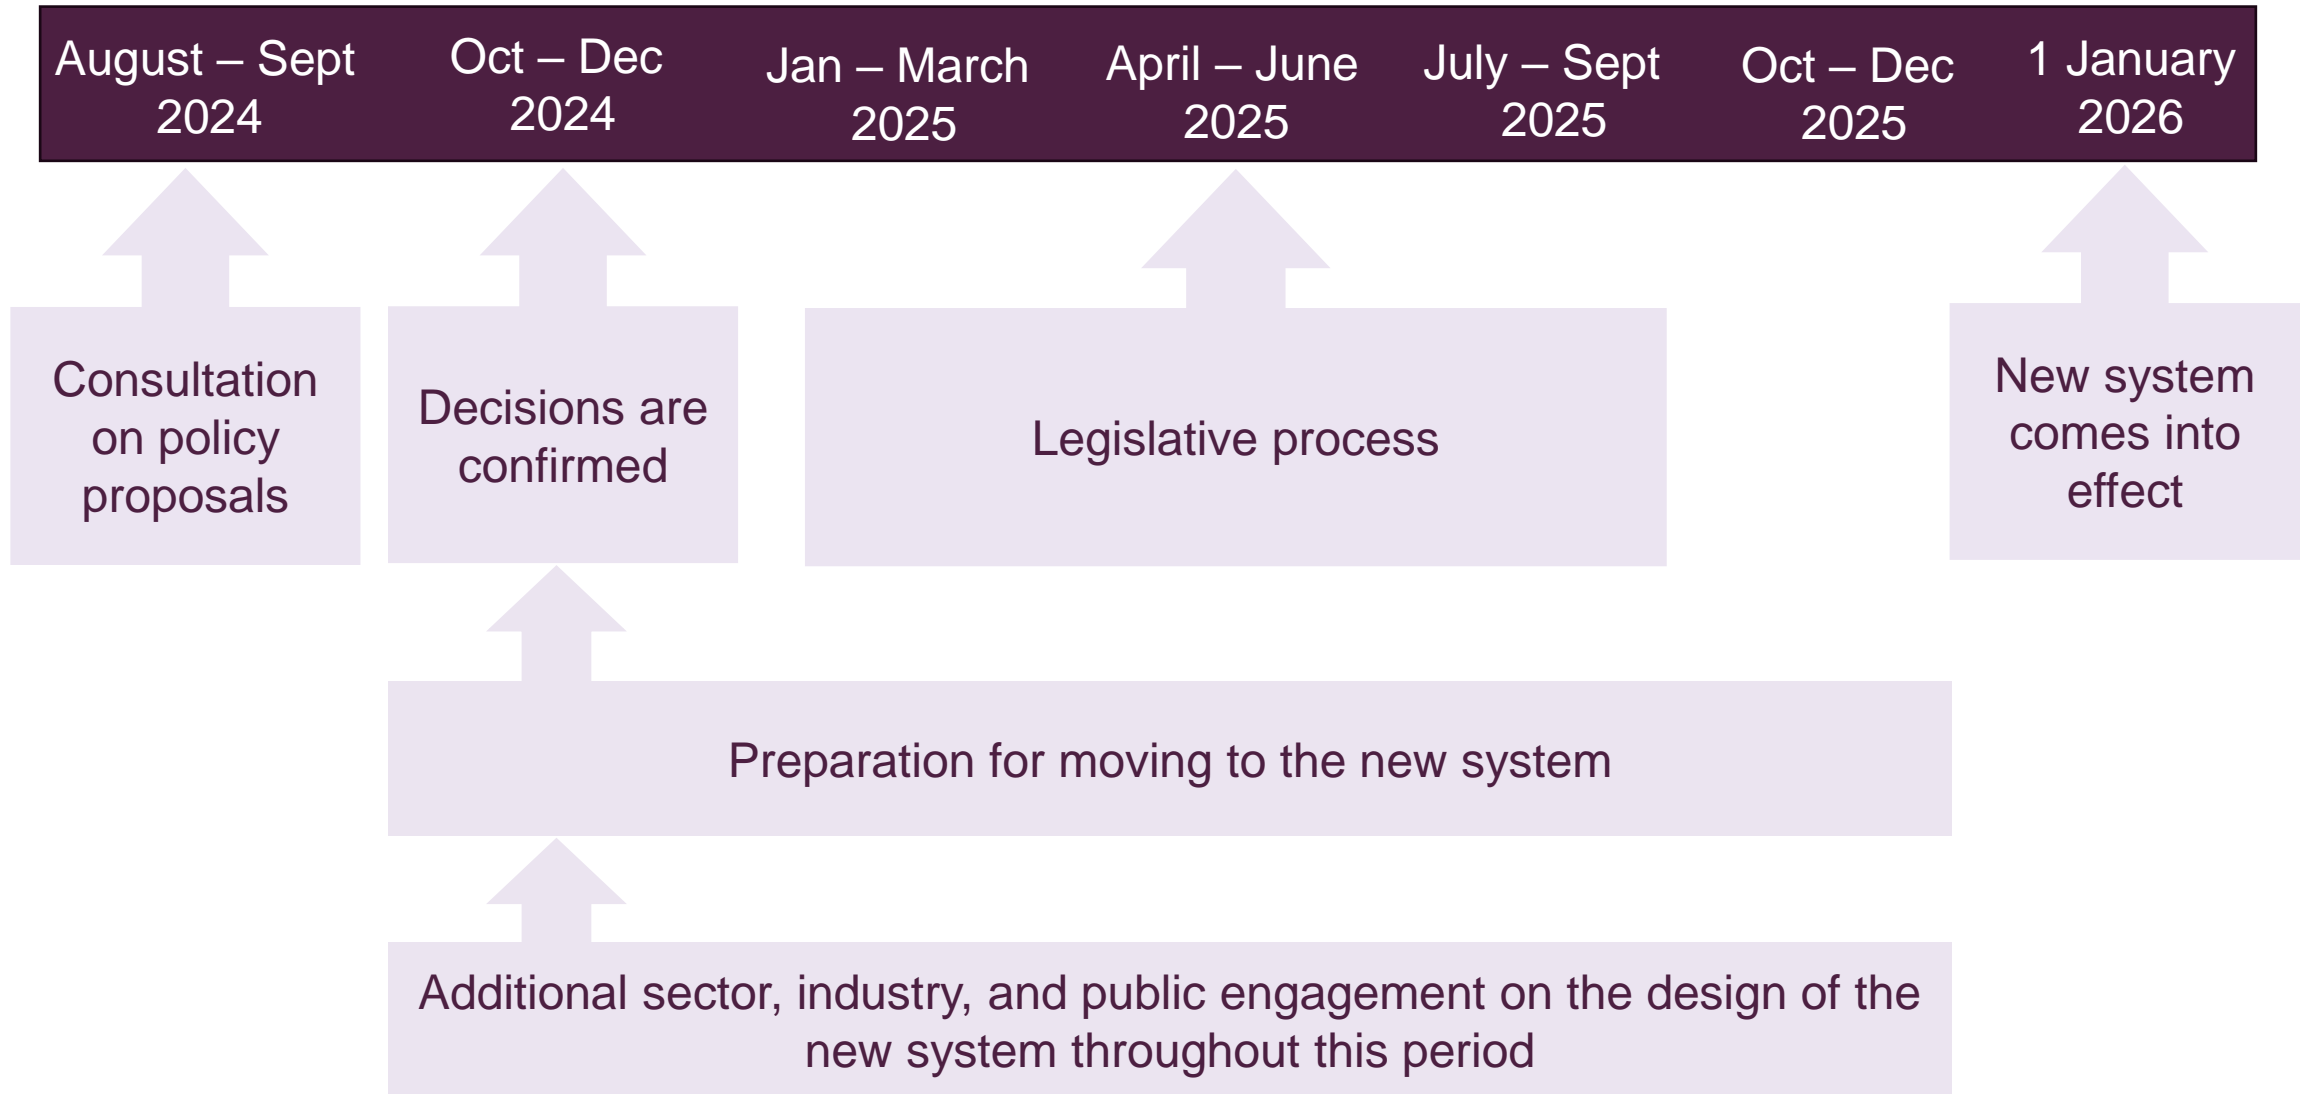 August – Sept
2024
Oct – Dec
2024
Jan – March
2025
April – June
2025
July – Sept
2025
Oct – Dec
2025
1 January
2026
Consultation
on policy
proposals
Decisions are
confirmed
Legislative process
New system
comes into
effect
Preparation for moving to the new system
Additional sector, industry, and public engagement on the design of the
new system throughout this period